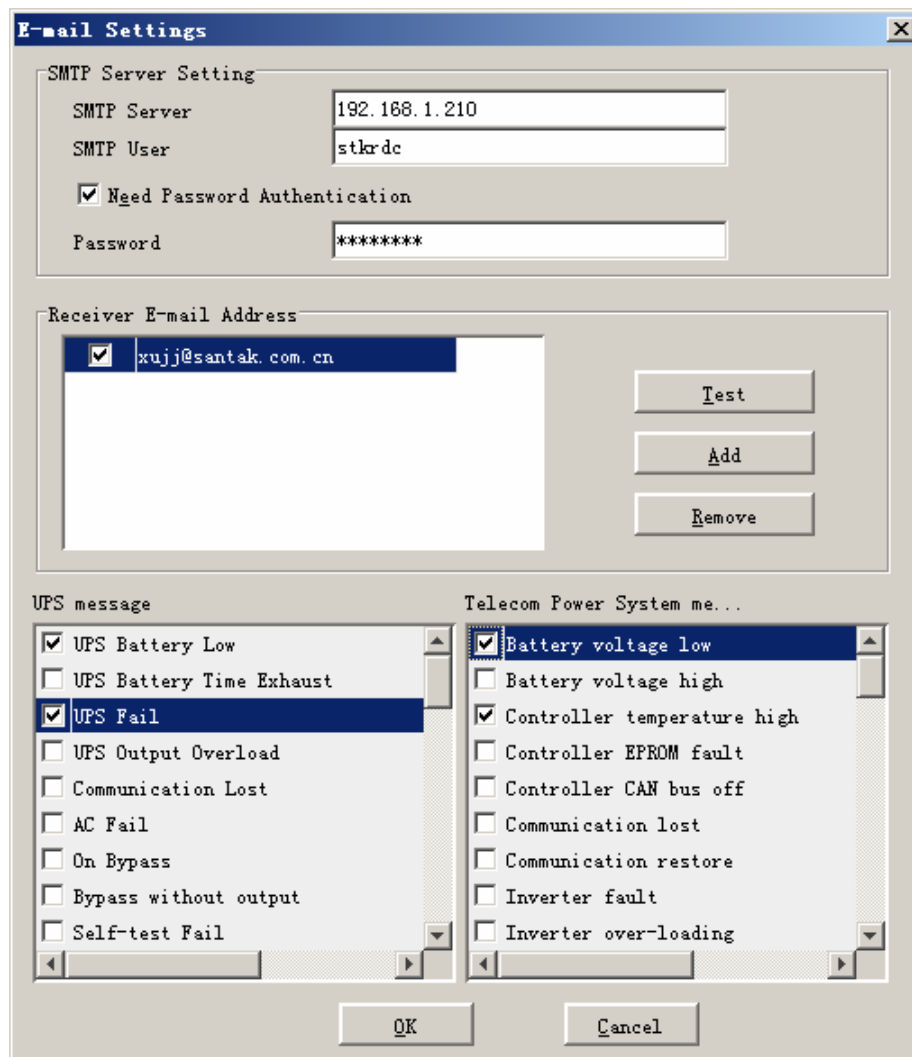 E-mail Settings
SMTP Server Setting
SMTP Server
192.168.1.210
SMTP User
stkrdc
Need Password Authentication
Password
********
Receiver E-mail Address
xujj@santak.com.cn
Test
Add
Remove
UPS message
UPS Battery Low
UPS Battery Time Exhaust
UPS Fail
UPS Output Overload
Communication Lost
AC Fail
On Bypass
Bypass without output
Self-test Fail
Telecom Power System me...
Battery voltage low
Battery voltage high
Controller temperature high
Controller EPROM fault
Controller CAN bus off
Communication lost
Communication restore
Inverter fault
Inverter over-loading
OK
Cancel